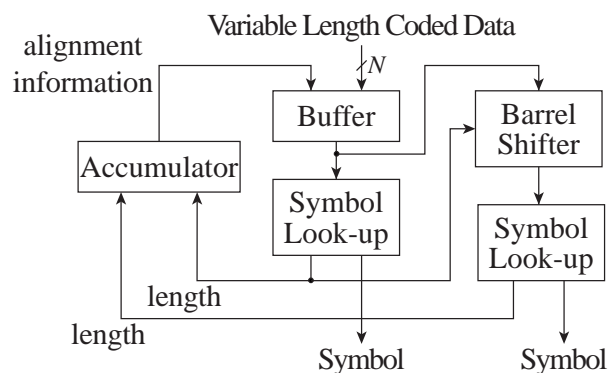 Variable Length Coded Data
alignment
information
N
Buffer
Barrel
Shifter
Accumulator
Symbol
Look-up
Symbol
Look-up
length
length
Symbol
Symbol